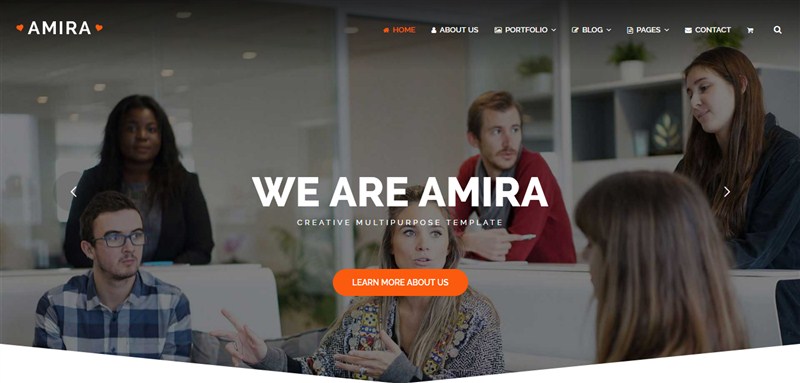 AMIRA
HOME ABOUT US PORTFOLIO BLOG PAGES CONTACT
WE ARE AMIRA
CREATIVE MULTIPURPOSE TEMPLATE
LEARN MORE ABOUT US